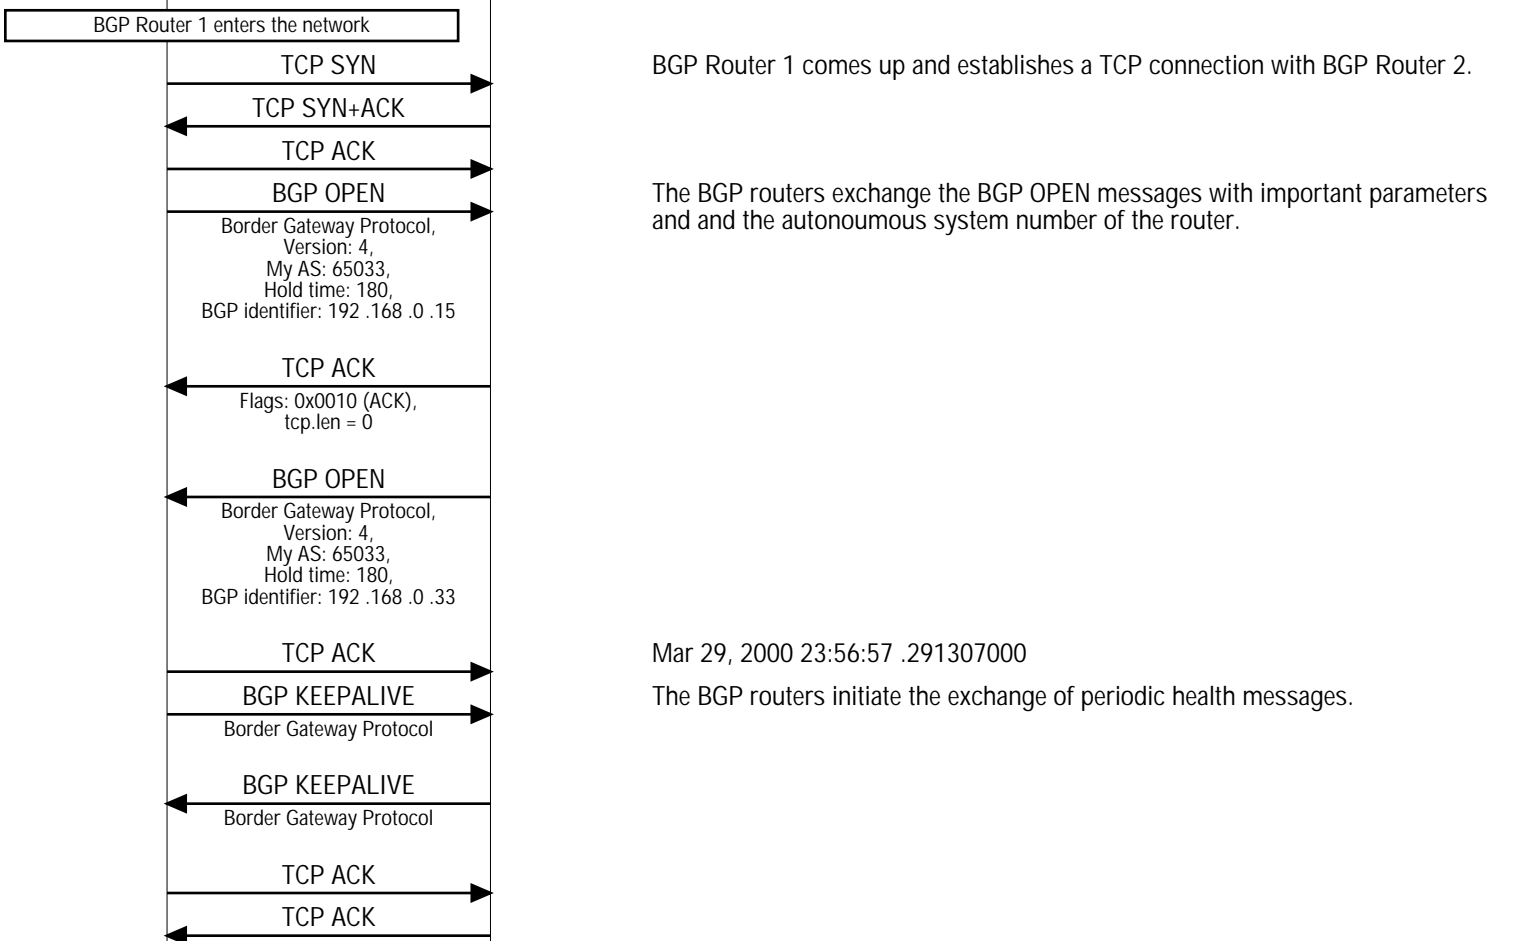 BGP Router 1 enters the network
TCP SYN
BGP Router 1 comes up and establishes a TCP connection with BGP Router 2.
TCP SYN+ACK
TCP ACK
BGP OPEN
The BGP routers exchange the BGP OPEN messages with important parameters
and and the autonoumous system number of the router.
Border Gateway Protocol,
Version: 4,
My AS: 65033,
Hold time: 180,
BGP identifier: 192 .168 .0 .15
TCP ACK
Flags: 0x0010 (ACK),
tcp.len = 0
BGP OPEN
Border Gateway Protocol,
Version: 4,
My AS: 65033,
Hold time: 180,
BGP identifier: 192 .168 .0 .33
TCP ACK
Mar 29, 2000 23:56:57 .291307000
BGP KEEPALIVE
The BGP routers initiate the exchange of periodic health messages.
Border Gateway Protocol
BGP KEEPALIVE
Border Gateway Protocol
TCP ACK
TCP ACK